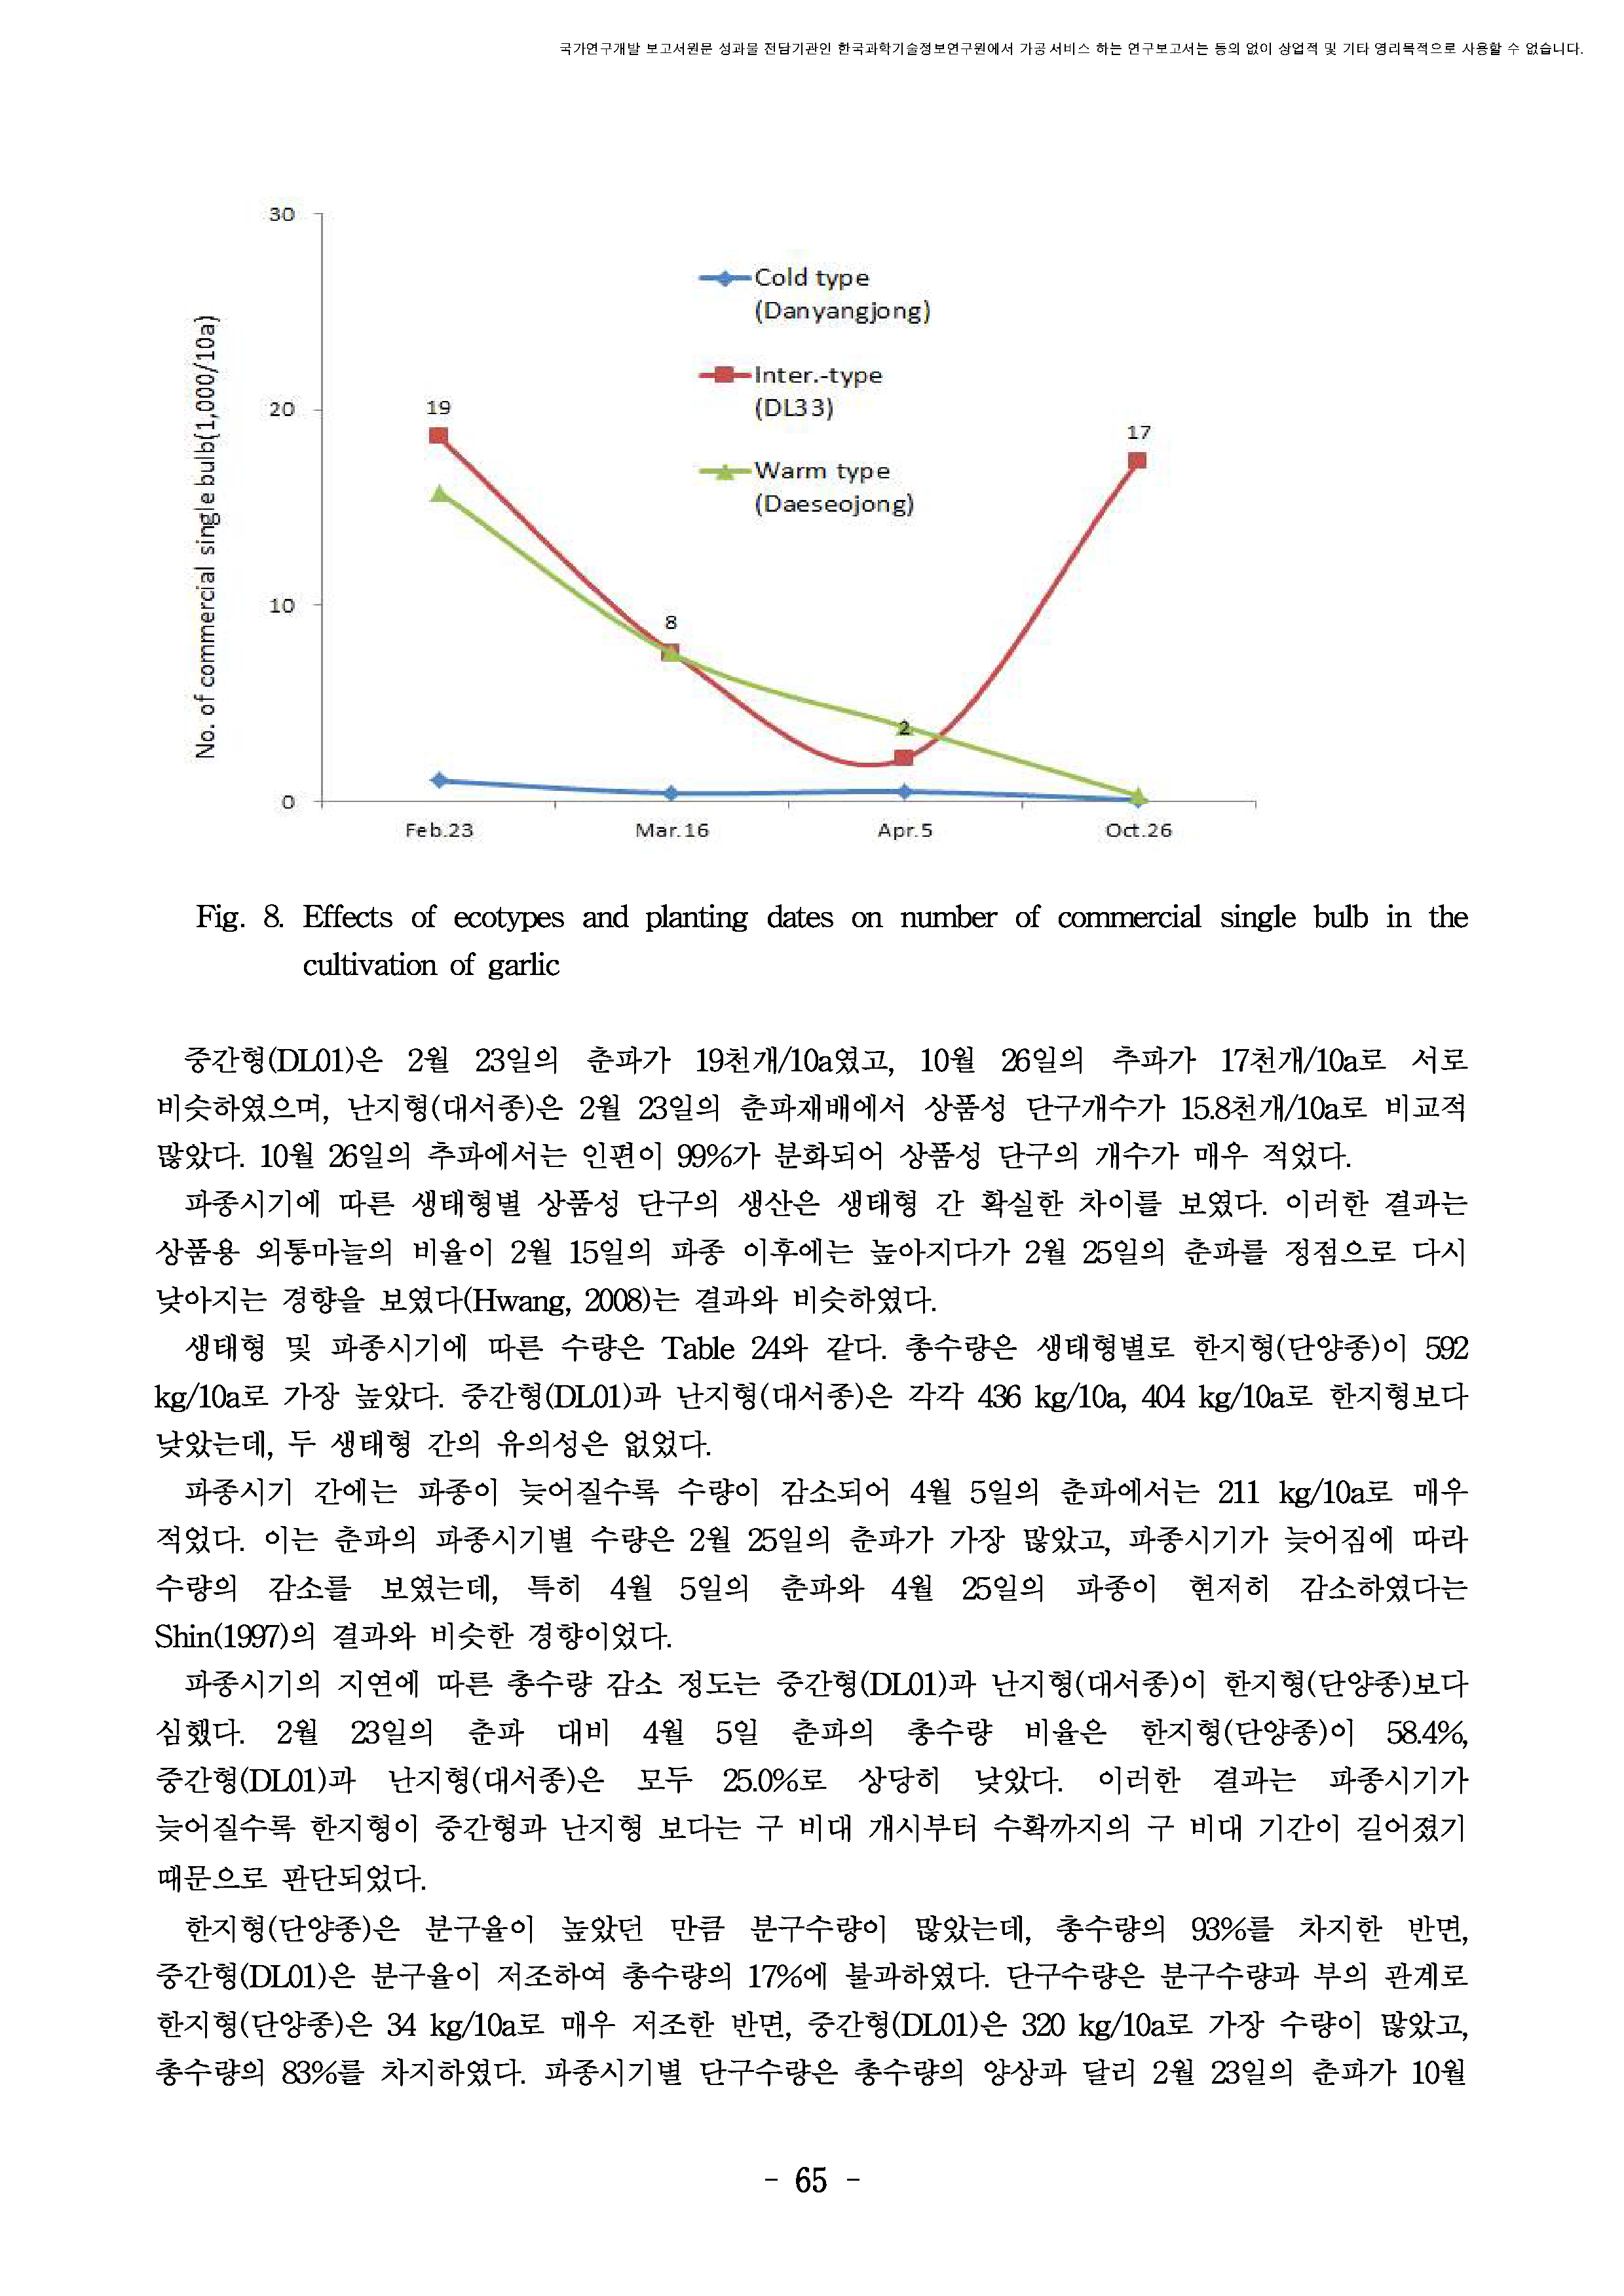 국가연구개발 보고서원문 성과물 전담기관인 한국과학기술정보연구원에서 가공·서비스 하는 연구보고서는 동의 없이 상업적 및 기타 영리목적으로 사용할 수 없습니다.
30
20
10
0
No. of commercial single bulb(1,000/10a)
Cold type
(Danyangjong)
Inter.-type
(DL33)
Warm type
(Daeseojong)
19
8
2
17
Feb.23 Mar.16 Apr.5 Oct.26
Fig. 8. Effects of ecotypes and planting dates on number of commercial single bulb in the
cultivation of garlic
중간형(DL01)은 2월 23일의 춘파가 19천개/10a였고, 10월 26일의 추파가 17천개/10a로 서로
비슷하였으며, 난지형(대서종)은 2월 23일의 춘파재배에서 상품성 단구개수가 15.8천개/10a로 비교적
많았다. 10월 26일의 추파에서는 인편이 99%가 분화되어 상품성 단구의 개수가 매우 적었다.
파종시기에 따른 생태형별 상품성 단구의 생산은 생태형 간 확실한 차이를 보였다. 이러한 결과는
상품용 외통마늘의 비율이 2월 15일의 파종 이후에는 높아지다가 2월 25일의 춘파를 정점으로 다시
낮아지는 경향을 보였다(Hwang, 2008)는 결과와 비슷하였다.
생태형 및 파종시기에 따른 수량은 Table 24와 같다. 총수량은 생태형별로 한지형(단양종)이 592
kg/10a로 가장 높았다. 중간형(DL01)과 난지형(대서종)은 각각 436 kg/10a, 404 kg/10a로 한지형보다
낮았는데, 두 생태형 간의 유의성은 없었다.
파종시기 간에는 파종이 늦어질수록 수량이 감소되어 4월 5일의 춘파에서는 211 kg/10a로 매우
적었다. 이는 춘파의 파종시기별 수량은 2월 25일의 춘파가 가장 많았고, 파종시기가 늦어짐에 따라
수량의 감소를 보였는데, 특히 4월 5일의 춘파와 4월 25일의 파종이 현저히 감소하였다는
Shin(1997)의 결과와 비슷한 경향이었다.
파종시기의 지연에 따른 총수량 감소 정도는 중간형(DL01)과 난지형(대서종)이 한지형(단양종)보다
심했다. 2월 23일의 춘파 대비 4월 5일 춘파의 총수량 비율은 한지형(단양종)이 58.4%,
중간형(DL01)과 난지형(대서종)은 모두 25.0%로 상당히 낮았다. 이러한 결과는 파종시기가
늦어질수록 한지형이 중간형과 난지형 보다는 구 비대 개시부터 수확까지의 구 비대 기간이 길어졌기
때문으로 판단되었다.
한지형(단양종)은 분구율이 높았던 만큼 분구수량이 많았는데, 총수량의 93%를 차지한 반면,
중간형(DL01)은 분구율이 저조하여 총수량의 17%에 불과하였다. 단구수량은 분구수량과 부의 관계로
한지형(단양종)은 34 kg/10a로 매우 저조한 반면, 중간형(DL01)은 320 kg/10a로 가장 수량이 많았고,
총수량의 83%를 차지하였다. 파종시기별 단구수량은 총수량의 양상과 달리 2월 23일의 춘파가 10월
- 65 -